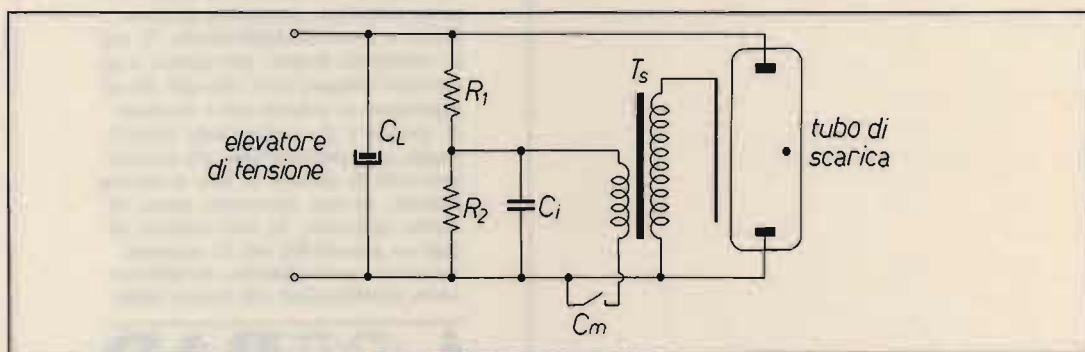 elevatore
di tensione
C_L
R_1
R_2
C_i
T_s
C_m
tubo di
scarica